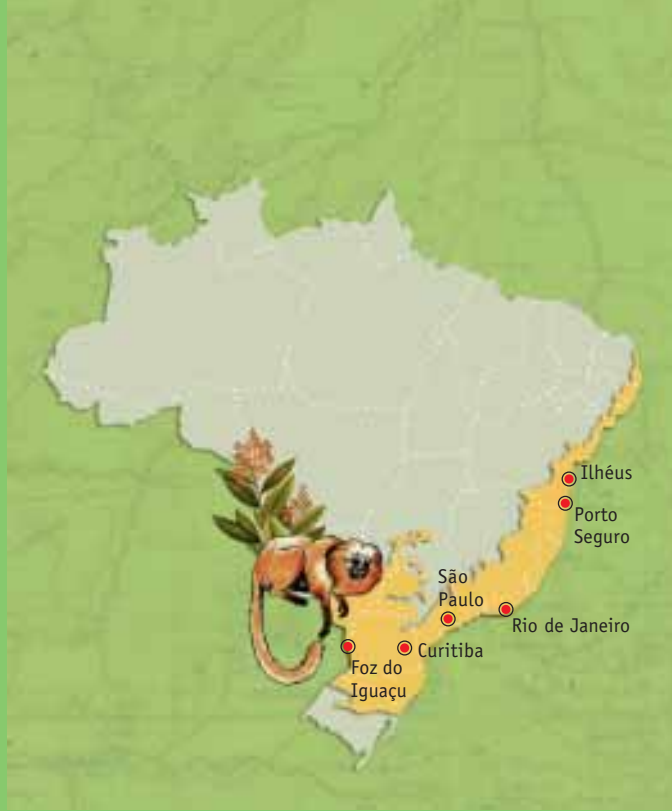 Ilhéus
Porto
Seguro
São
Paulo
Rio de Janeiro
Curitiba
Foz do
Iguaçu